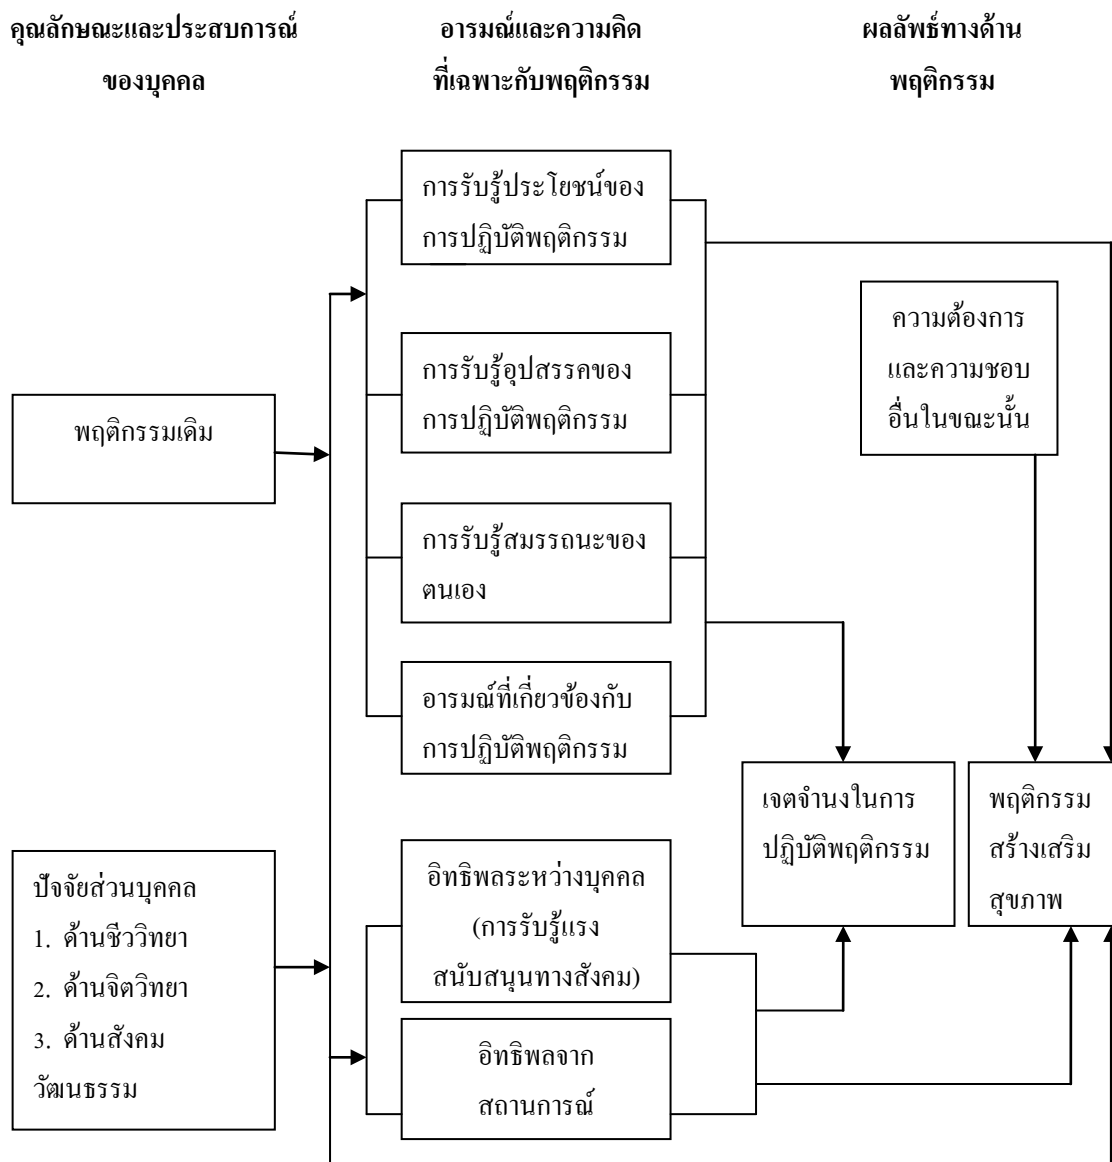 คุณลักษณะและประสบการณ์
ของบุคคล
อารมณ์และความคิด
ที่เฉพาะกับพฤติกรรม
ผลลัพธ์ทางด้าน
พฤติกรรม
การรับรู้ประโยชน์ของ
การปฏิบัติพฤติกรรม
ความต้องการ
และความชอบ
อื่นในขณะนั้น
การรับรู้อุปสรรคของ
การปฏิบัติพฤติกรรม
พฤติกรรมเดิม
การรับรู้สมรรถนะของ
ตนเอง
อารมณ์ที่เกี่ยวข้องกับ
การปฏิบัติพฤติกรรม
เจตจำนงในการ
ปฏิบัติพฤติกรรม
พฤติกรรม
สร้างเสริม
สุขภาพ
ปัจจัยส่วนบุคคล
1. ด้านชีววิทยา
2. ด้านจิตวิทยา
3. ด้านสังคม
วัฒนธรรม
อิทธิพลระหว่างบุคคล
(การรับรู้แรง
สนับสนุนทางสังคม)
อิทธิพลจาก
สถานการณ์